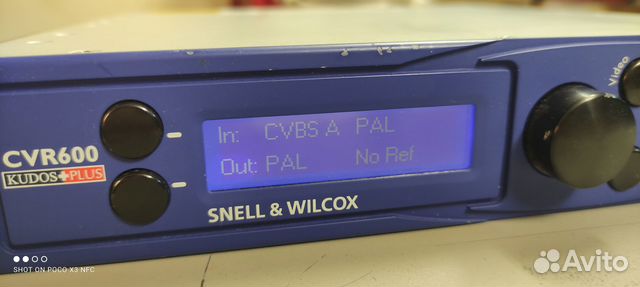 Video
In: CVBS A PAL
Out: PAL No Ref
CVR600
KUDOS+PLUS
SNELL & WILCOX
SHOT ON POCO X3 NFC
Avito